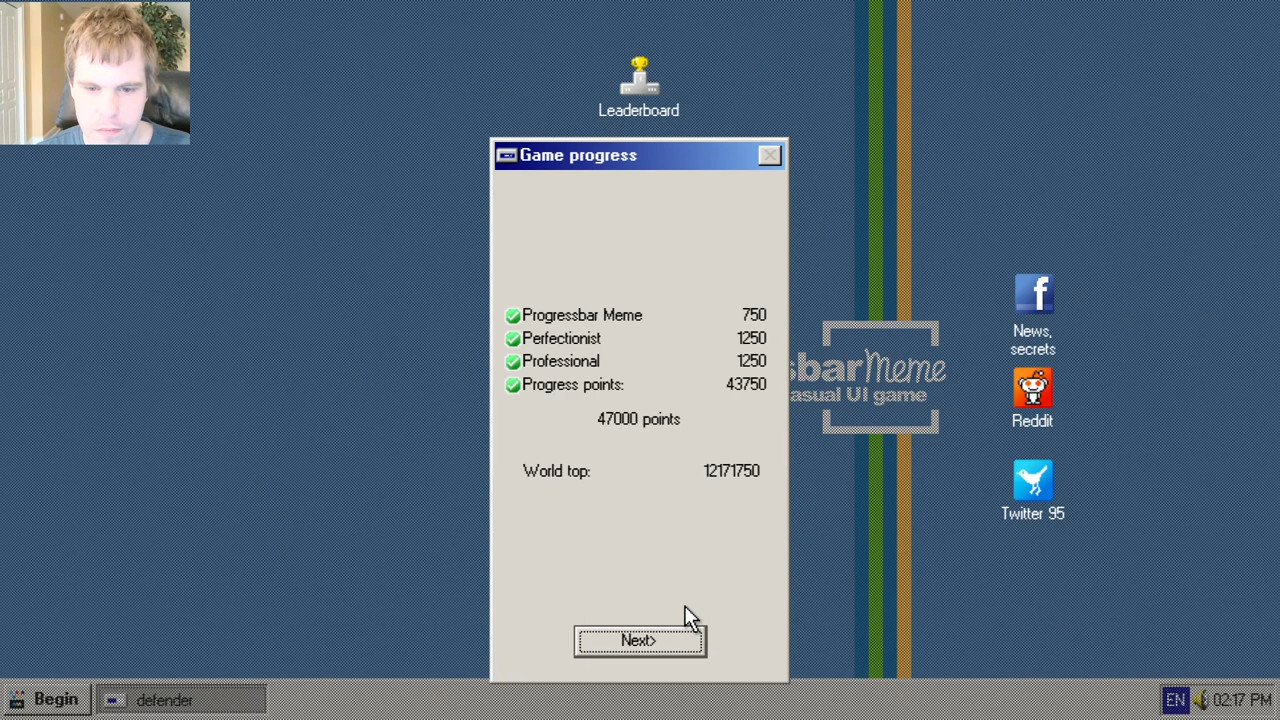 Leaderboard
Game progress
Progressbar Meme 750
Perfectionist 1250
Professional 1250
Progress points: 43750
47000 points
World top: 12171750
Next>
sbarMeme
asual UI game
News,
secrets
Reddit
Twitter 95
Begin
defender
EN
02:17 PM